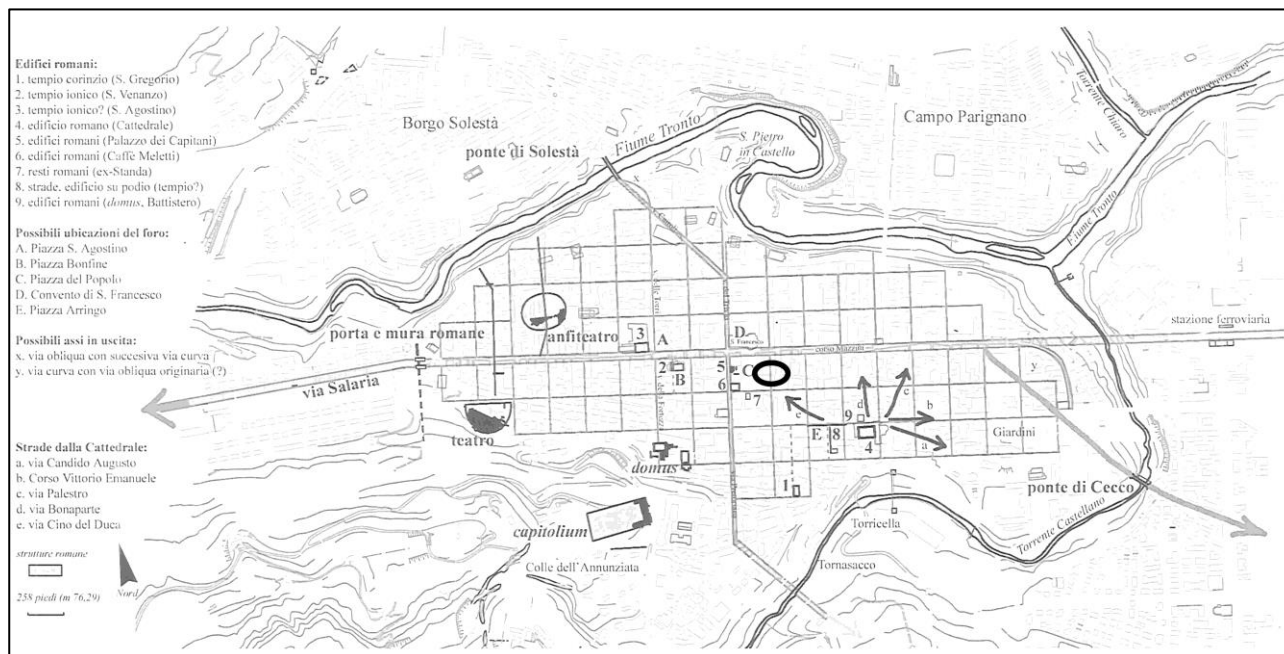 Edifici romani:
1. tempio corinzio (S. Gregorio)
2. tempio ionico (S. Venanzo)
3. tempio ionico? (S. Agostino)
4. edificio romano (Cattedrale)
5. edifici romani (Palazzo dei Capitani)
6. edifici romani (Caffè Meletti)
7. resti romani (ex-Standa)
8. strade, edificio su podio (tempio?)
9. edifici romani (domus, Battistero)
Possibili ubicazioni del foro:
A. Piazza S. Agostino
B. Piazza Bonfine
C. Piazza del Popolo
D. Convento di S. Francesco
E. Piazza Arringo
Possibili assi in uscita:
x. via obliqua con succesiva via curva
y. via curva con via obliqua originaria (?)
Strade dalla Cattedrale:
a. via Candido Augusto
b. Corso Vittorio Emanuele
c. via Palestro
d. via Bonaparte
e. via Cino del Duca
strutture romane
258 piedi (m 76,29)
Nord
Borgo Solestà
ponte di Solestà
Fiume Tronto
S. Pietro
in Castello
Campo Parignano
Torrente Chiaro
Fiume Tronto
stazione ferroviaria
x
porta e mura romane
anfiteatro
3
A
D
S. Francesco
corso Mazzini
y
via Salaria
2
B
5
C
6
7
teatro
e
d
c
b
a
9
E
8
4
Giardini
domus
1
ponte di Cecco
capitolium
Torricella
Torrente Castellano
Tornasacco
Colle dell'Annunziata